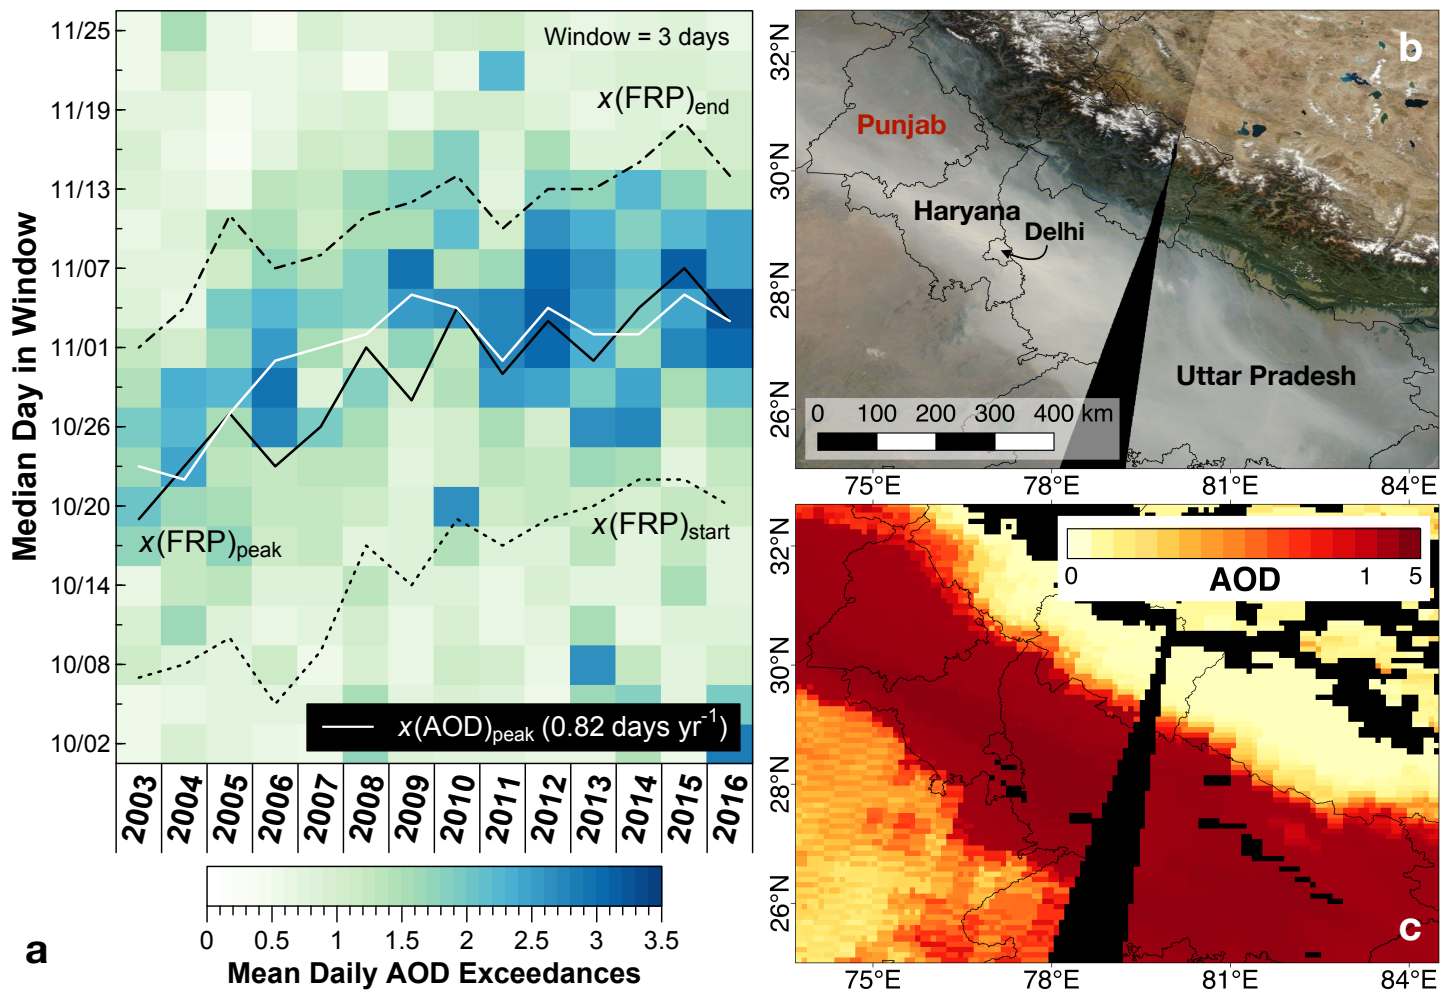 11/25
11/19
11/13
11/07
11/01
10/26
10/20
10/14
10/08
10/02
Median Day in Window
Window = 3 days
x(FRP)end
x(FRP)peak
x(FRP)start
x(AOD)peak (0.82 days yr-1)
2003 2004 2005 2006 2007 2008 2009 2010 2011 2012 2013 2014 2015 2016
0 0.5 1 1.5 2 2.5 3 3.5
Mean Daily AOD Exceedances
a
b
32°N
30°N
28°N
26°N
Punjab
Haryana
Delhi
Uttar Pradesh
0 100 200 300 400 km
75°E 78°E 81°E 84°E
32°N
30°N
28°N
26°N
0 1 5
AOD
c
75°E 78°E 81°E 84°E